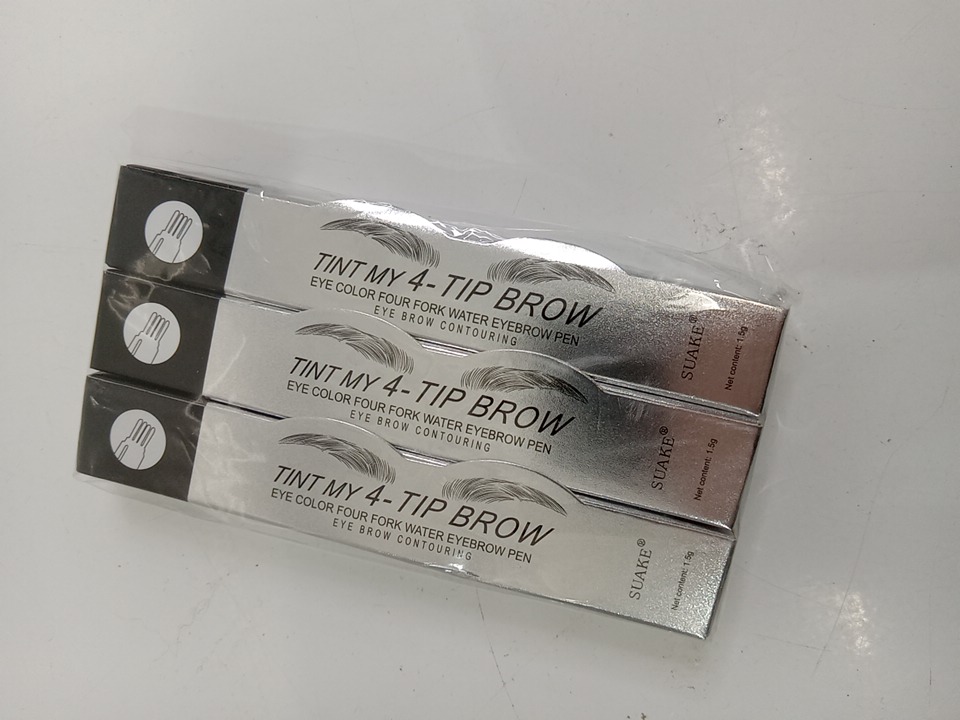 TINT MY 4-TIP BROW
EYE COLOR FOUR FORK WATER EYEBROW PEN
EYE BROW CONTOURING
SUAKE®
Net content: 1.5g
TINT MY 4-TIP BROW
EYE COLOR FOUR FORK WATER EYEBROW PEN
EYE BROW CONTOURING
SUAKE®
Net content: 1.5g
TINT MY 4-TIP BROW
EYE COLOR FOUR FORK WATER EYEBROW PEN
EYE BROW CONTOURING
SUAKE®
Net content: 1.5g